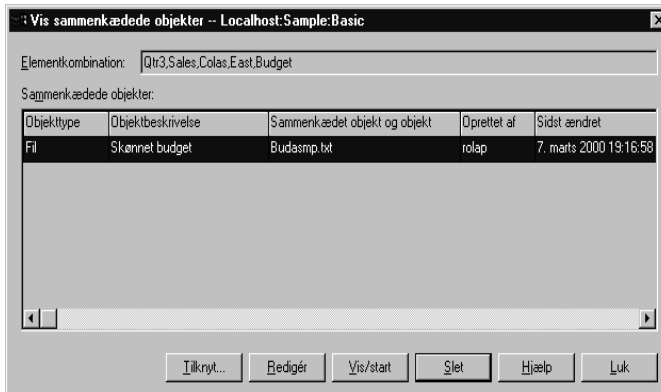 Vis sammenkædede objekter -- Localhost:Sample:Basic
Elementkombination: Qtr3,Sales,Colas,East,Budget
Sammenkædede objekter:
Objekttype Objektbeskrivelse Sammenkædet objekt og objekt Oprettet af Sidst ændret
Fil Skønnet budget Budasmp.txt rolap 7. marts 2000 19:16:58
Tilknyt... Redigér Vis/start Slet Hjælp Luk